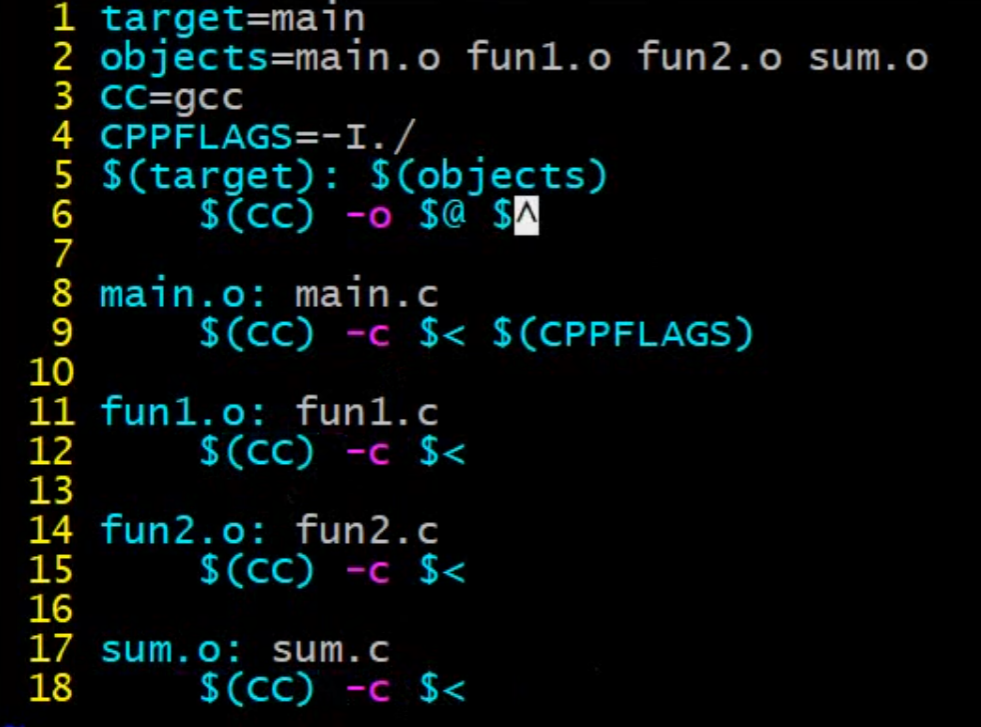 1 target=main
2 objects=main.o fun1.o fun2.o sum.o
3 CC=gcc
4 CPPFLAGS=-I./
5 $(target): $(objects)
6     $(CC) -o $@ $^
7
8 main.o: main.c
9     $(CC) -c $< $(CPPFLAGS)
10
11 fun1.o: fun1.c
12     $(CC) -c $<
13
14 fun2.o: fun2.c
15     $(CC) -c $<
16
17 sum.o: sum.c
18     $(CC) -c $<